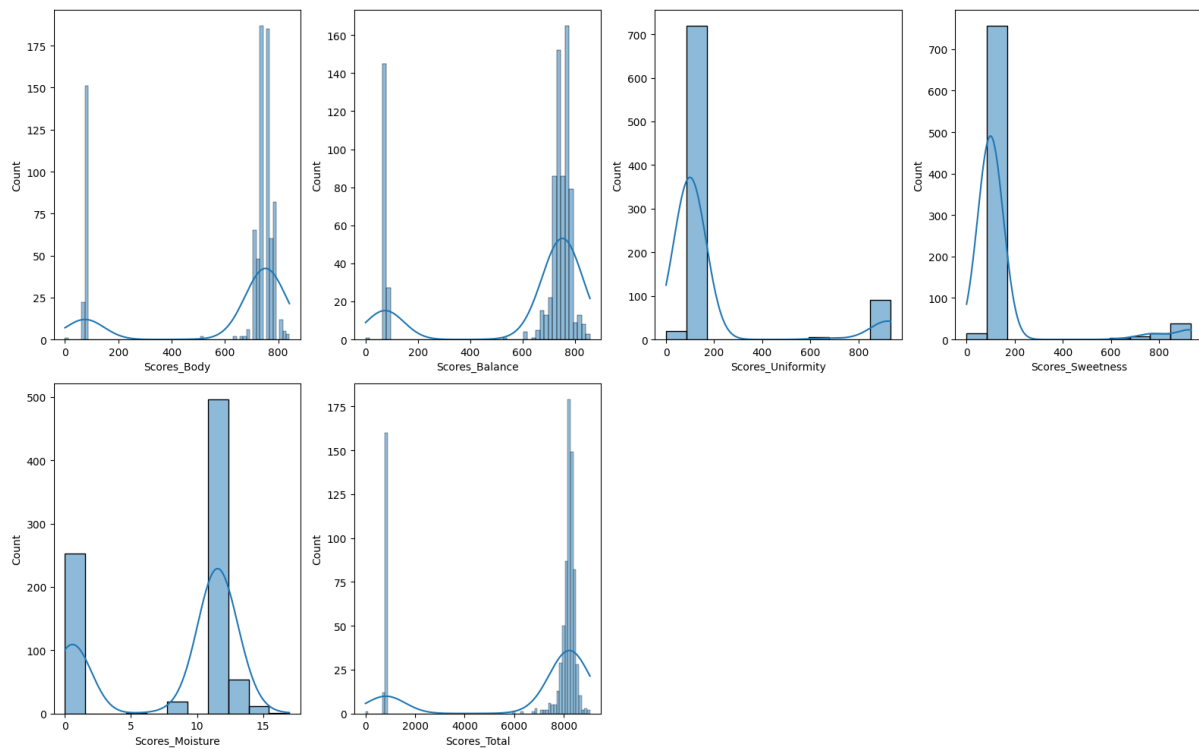 175
150
125
100
75
50
25
0
Count
0 200 400 600 800
Scores_Body
160
140
120
100
80
60
40
20
0
Count
0 200 400 600 800
Scores_Balance
700
600
500
400
300
200
100
0
Count
0 200 400 600 800
Scores_Uniformity
700
600
500
400
300
200
100
0
Count
0 200 400 600 800
Scores_Sweetness
500
400
300
200
100
0
Count
0 5 10 15
Scores_Moisture
175
150
125
100
75
50
25
0
Count
0 2000 4000 6000 8000
Scores_Total